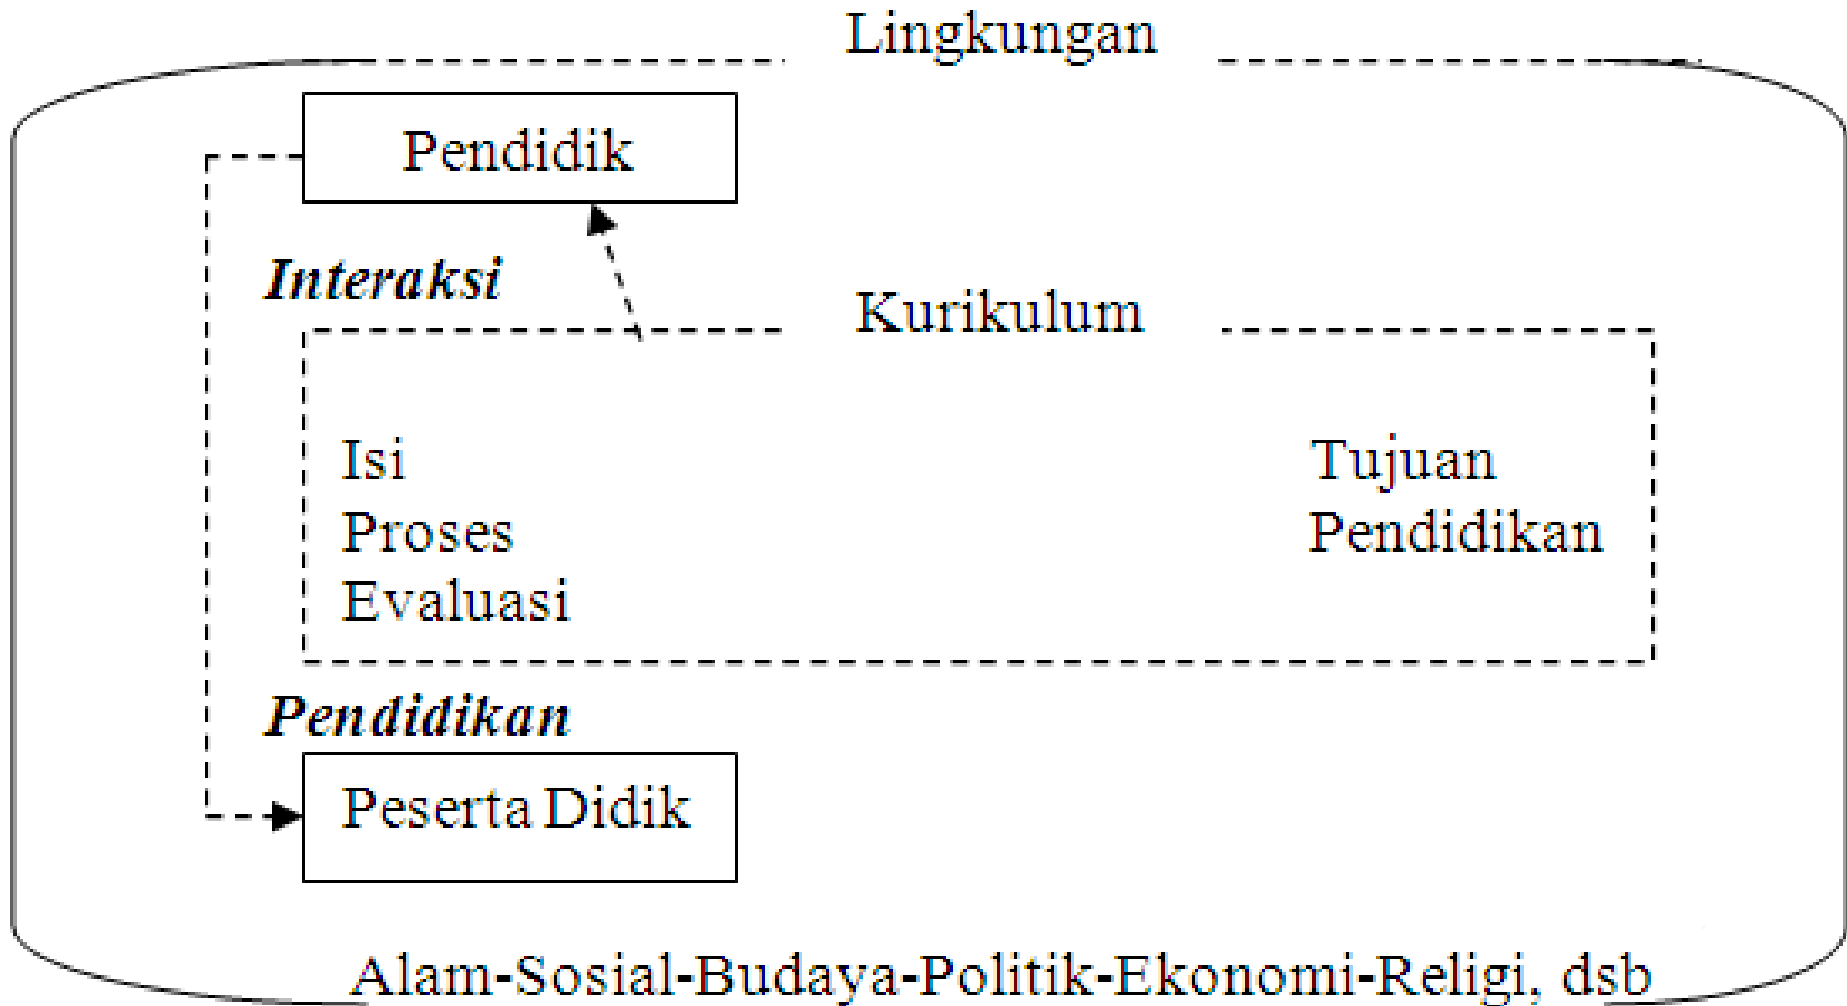 Lingkungan
Pendidik
Interaksi
Kurikulum
Isi
Proses
Evaluasi
Tujuan
Pendidikan
Pendidikan
Peserta Didik
Alam-Sosial-Budaya-Politik-Ekonomi-Religi, dsb